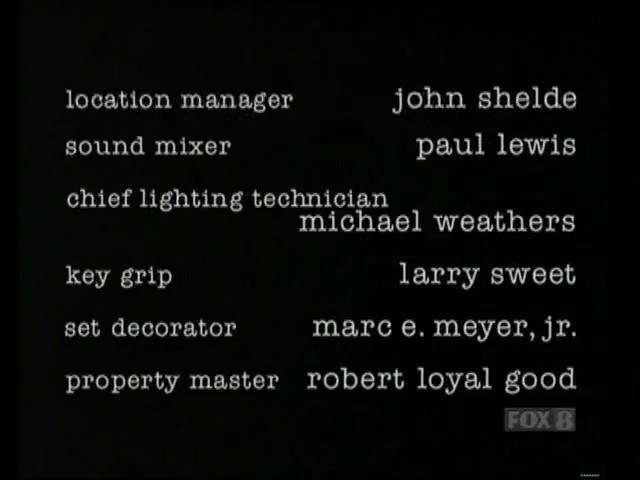 location manager john shelde
sound mixer paul lewis
chief lighting technician
michael weathers
key grip larry sweet
set decorator marc e. meyer, jr.
property master robert loyal good
FOX 8